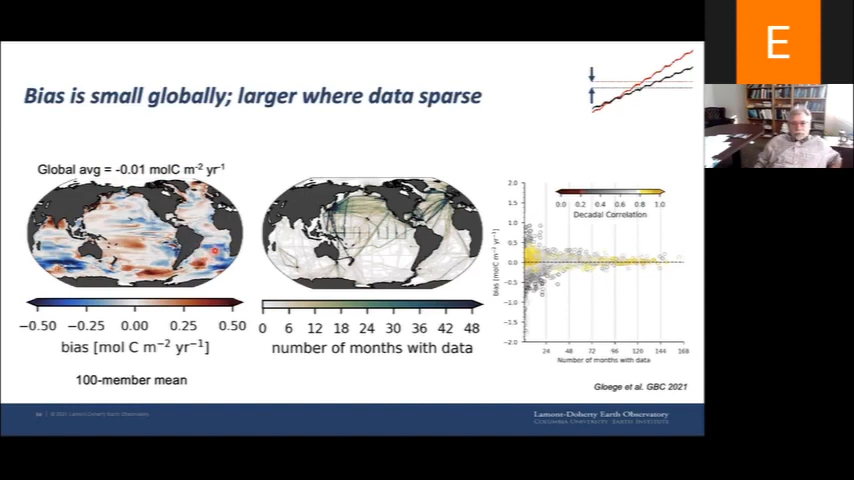 E
Bias is small globally; larger where data sparse
Global avg = -0.01 molC m⁻² yr⁻¹
−0.50 −0.25 0.00 0.25 0.50
bias [mol C m⁻² yr⁻¹]
100-member mean
0 6 12 18 24 30 36 42 48
number of months with data
0.0 0.2 0.4 0.6 0.8 1.0
Decadal Correlation
2.0
1.5
1.0
0.5
0.0
−0.5
−1.0
−1.5
−2.0
bias [molC m⁻² yr⁻¹]
24 48 72 96 120 144 168
Number of months with data
Gloege et al. GBC 2021
Lamont-Doherty Earth Observatory
Columbia University | Earth Institute